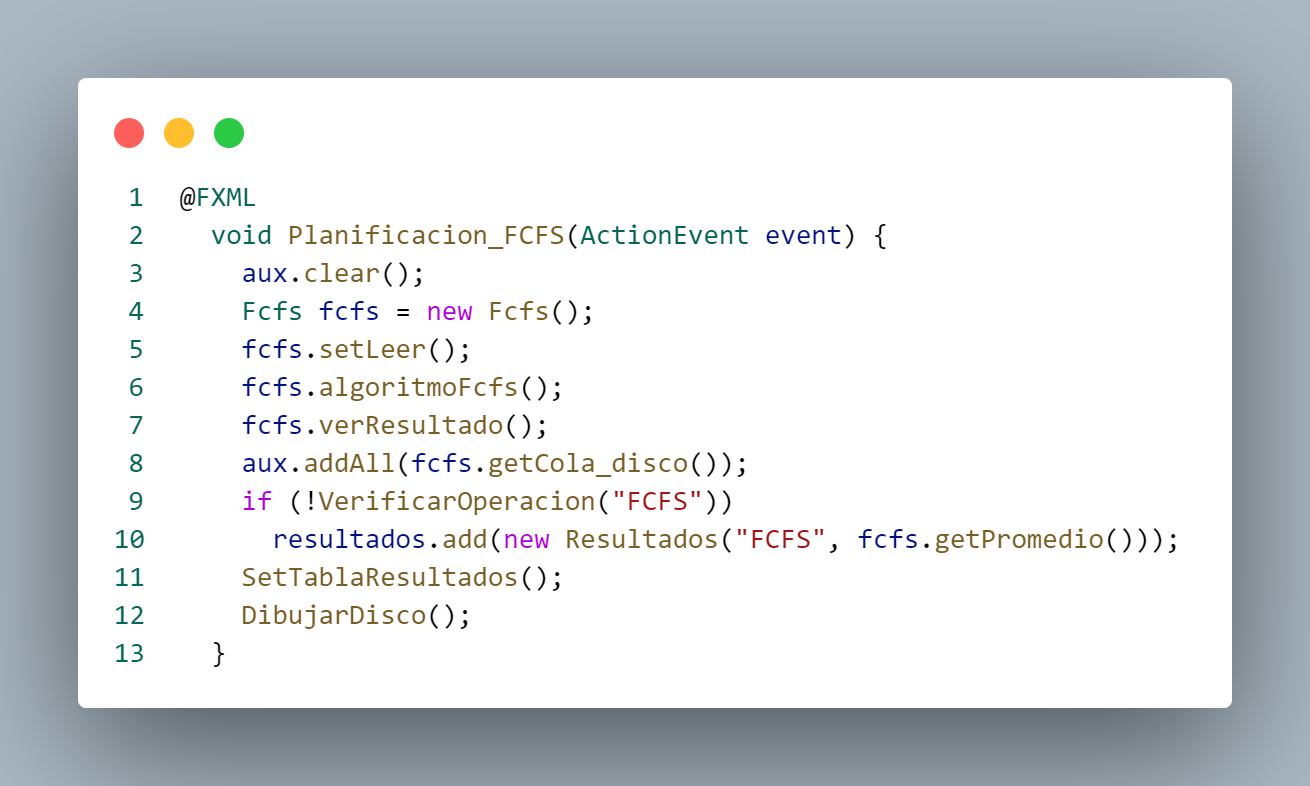 1 @FXML
2 void Planificacion_FCFS(ActionEvent event) {
3 aux.clear();
4 Fcfs fcfs = new Fcfs();
5 fcfs.setLeer();
6 fcfs.algoritmoFcfs();
7 fcfs.verResultado();
8 aux.addAll(fcfs.getCola_disco());
9 if (!VerificarOperacion("FCFS"))
10 resultados.add(new Resultados("FCFS", fcfs.getPromedio()));
11 SetTablaResultados();
12 DibujarDisco();
13 }